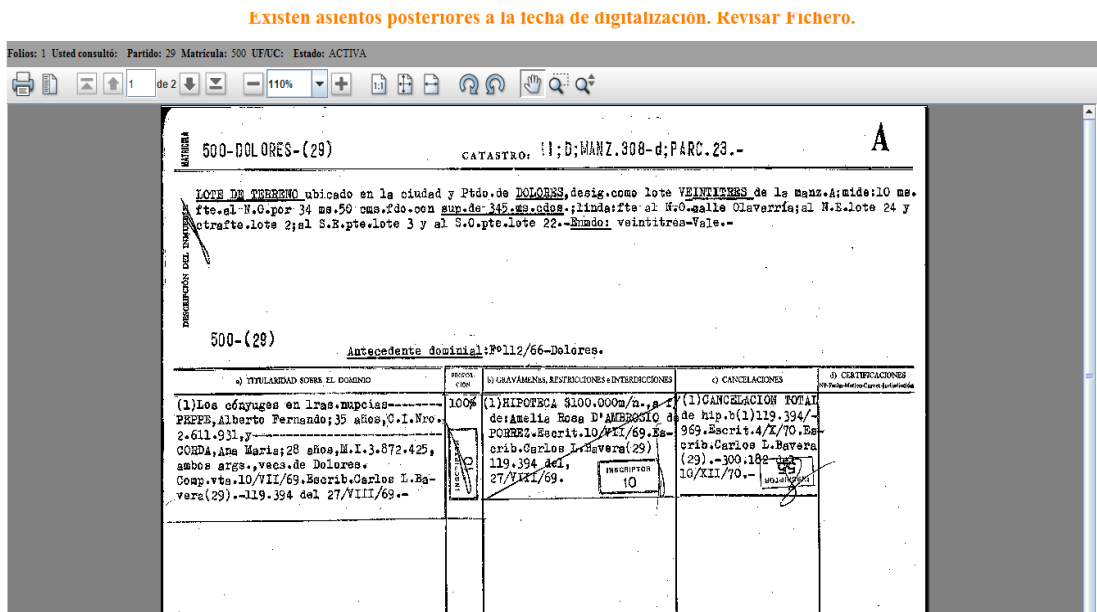 Existen asientos posteriores a la fecha de digitalización. Revisar Fichero.
Folios: 1 Usted consultó: Partido: 29 Matricula: 500 UF/UC: Estado: ACTIVA
1 de 2 110%
1:1
MATRICULA
500-DOLORES-(29)
CATASTRO: II;D;MANZ.308-d;PARC.23.-
A
DESCRIPCIÓN DEL INMUEBLE
LOTE DE TERRENO ubicado en la ciudad y Ptdo.de DOLORES,desig.como lote VEINTITRES de la manz.A;mide:10 ms.
fte.al N.O.por 34 ms.50 cms.fdo.con sup.de 345.ms.cdos.;linda:fte al N.O.calle Olavarría;al N.E.lote 24 y
ctrafte.lote 2;al S.E.pte.lote 3 y al S.O.pte.lote 22.-Enmdo: veintitres-Vale.-
500-(29)
Antecedente dominial:Fº112/66-Dolores.
a) TITULARIDAD SOBRE EL DOMINIO
PROPORCIÓN
b) GRAVÁMENES, RESTRICCIONES e INTERDICCIONES
c) CANCELACIONES
d) CERTIFICACIONES
(1)Los cónyuges en 1ras.nupcias--------
PEPPE,Alberto Fernando;35 años,C.I.Nro.
2.611.931,y-----------------
CORDA,Ana Maria;28 años,M.I.3.872.425,
ambos args.,vecs.de Dolores.
Comp.vta.10/VII/69.Escrib.Carlos L.Ba-
vera(29).-119.394 del 27/VIII/69.-
100%
INSCRIPTOR
10
(1)HIPOTECA $100.000m/n.,a f/
de:Amelia Rosa D'AMBROSIO de
PORREZ.Escrit.10/VII/69.Es-
crib.Carlos L.Bavera(29)
119.394 del,
27/VIII/69.
INSCRIPTOR
10
(1)CANCELACION TOTAL
de hip.b(1)119.394/-
969.Escrit.4/X/70.Es-
crib.Carlos L.Bavera
(29).-300.182 del
10/XII/70.-
INSCRIPTOR
55